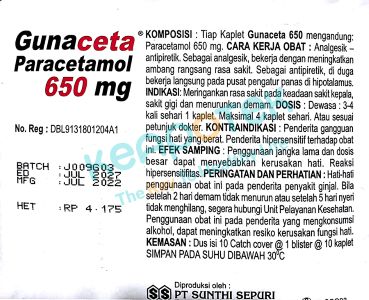 Gunaceta®
Paracetamol
650 mg
No. Reg : DBL9131801204A1
BATCH : J009603
ED : JUL 2027
MFG : JUL 2022
HET : RP 4.175
KOMPOSISI : Tiap Kaplet Gunaceta 650 mengandung:
Paracetamol 650 mg. CARA KERJA OBAT : Analgesik –
antipiretik. Sebagai analgesik, bekerja dengan meningkatkan
ambang rangsang rasa sakit. Sebagai antipiretik, di duga
bekerja langsung pada pusat pengatur panas di hipotalamus.
INDIKASI: Meringankan rasa sakit pada keadaan sakit kepala,
sakit gigi dan menurunkan demam. DOSIS : Dewasa : 3-4
kali sehari 1 kaplet. Maksimal 4 kaplet sehari. Atau sesuai
petunjuk dokter. KONTRAINDIKASI : Penderita gangguan
fungsi hati yang berat. Penderita hipersensitif terhadap obat
ini. EFEK SAMPING : Penggunaan jangka lama dan dosis
besar dapat menyebabkan kerusakan hati. Reaksi
hipersensitifitas. PERINGATAN DAN PERHATIAN : Hati-hati
penggunaan obat ini pada penderita penyakit ginjal. Bila
setelah 2 hari demam tidak menurun atau setelah 5 hari nyeri
tidak menghilang, segera hubungi Unit Pelayanan Kesehatan.
Penggunaan obat ini pada penderita yang mengkonsumsi
alkohol, dapat meningkatkan resiko kerusakan fungsi hati.
KEMASAN : Dus isi 10 Catch cover @ 1 blister @ 10 kaplet
SIMPAN PADA SUHU DIBAWAH 30°C
PT SUNTHI SEPURI